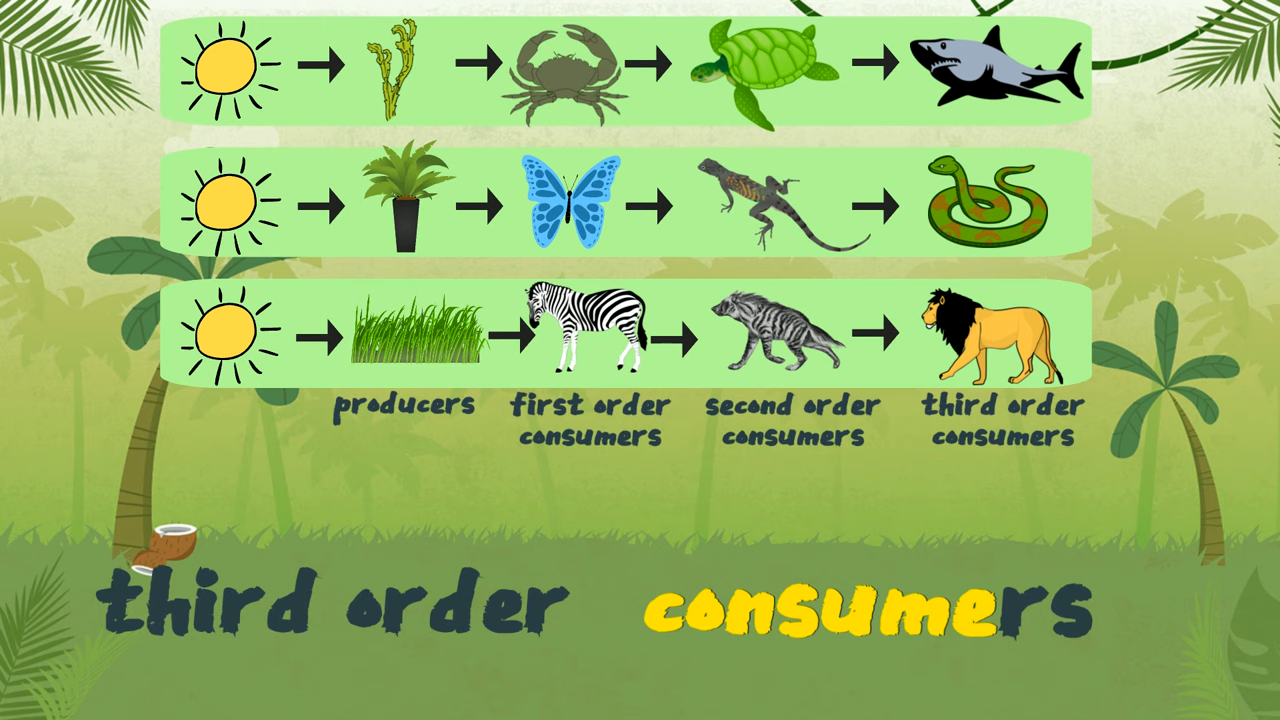 producers
first order
consumers
second order
consumers
third order
consumers
third order consumers